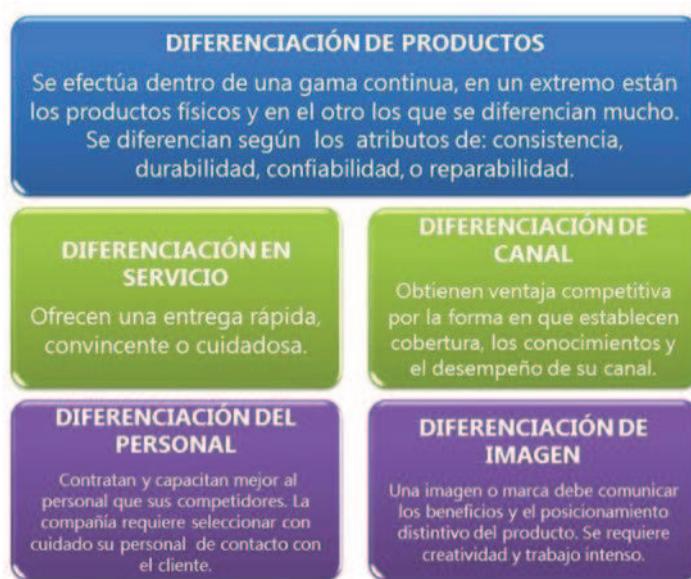 DIFERENCIACIÓN DE PRODUCTOS
Se efectúa dentro de una gama continua, en un extremo están
los productos físicos y en el otro los que se diferencian mucho.
Se diferencian según los atributos de: consistencia,
durabilidad, confiabilidad, o reparabilidad.
DIFERENCIACIÓN EN
SERVICIO
Ofrecen una entrega rápida,
convincente o cuidadosa.
DIFERENCIACIÓN DE
CANAL
Obtienen ventaja competitiva
por la forma en que establecen
cobertura, los conocimientos y
el desempeño de su canal.
DIFERENCIACIÓN DEL
PERSONAL
Contratan y capacitan mejor al
personal que sus competidores. La
compañía requiere seleccionar con
cuidado su personal de contacto con
el cliente.
DIFERENCIACIÓN DE
IMAGEN
Una imagen o marca debe comunicar
los beneficios y el posicionamiento
distintivo del producto. Se requiere
creatividad y trabajo intenso.